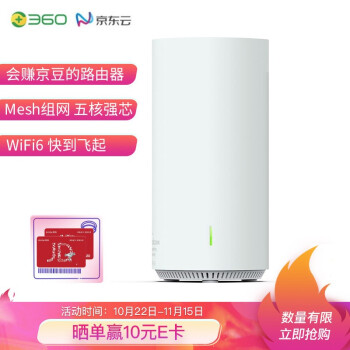 360 京东云
会赚京豆的路由器
Mesh组网 五核强芯
WiFi6 快到飞起
JD
数量有限
立即抢购
活动时间：10月22日-11月15日
晒单赢10元E卡